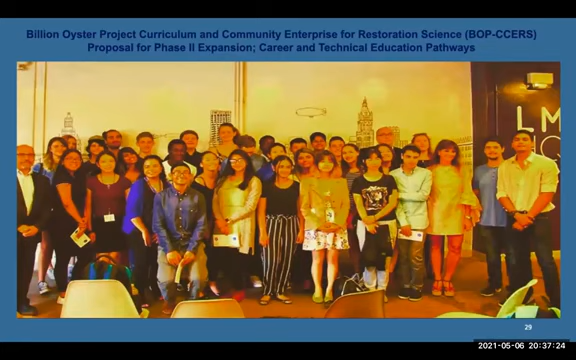 Billion Oyster Project Curriculum and Community Enterprise for Restoration Science (BOP-CCERS)
Proposal for Phase II Expansion; Career and Technical Education Pathways
LM
29
2021-05-06 20:37:24